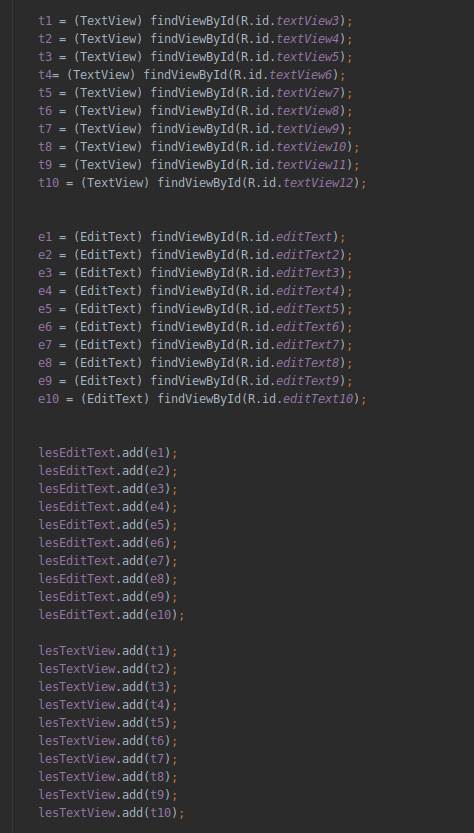 t1 = (TextView) findViewById(R.id.textView3);
t2 = (TextView) findViewById(R.id.textView4);
t3 = (TextView) findViewById(R.id.textView5);
t4= (TextView) findViewById(R.id.textView6);
t5 = (TextView) findViewById(R.id.textView7);
t6 = (TextView) findViewById(R.id.textView8);
t7 = (TextView) findViewById(R.id.textView9);
t8 = (TextView) findViewById(R.id.textView10);
t9 = (TextView) findViewById(R.id.textView11);
t10 = (TextView) findViewById(R.id.textView12);
e1 = (EditText) findViewById(R.id.editText);
e2 = (EditText) findViewById(R.id.editText2);
e3 = (EditText) findViewById(R.id.editText3);
e4 = (EditText) findViewById(R.id.editText4);
e5 = (EditText) findViewById(R.id.editText5);
e6 = (EditText) findViewById(R.id.editText6);
e7 = (EditText) findViewById(R.id.editText7);
e8 = (EditText) findViewById(R.id.editText8);
e9 = (EditText) findViewById(R.id.editText9);
e10 = (EditText) findViewById(R.id.editText10);
lesEditText.add(e1);
lesEditText.add(e2);
lesEditText.add(e3);
lesEditText.add(e4);
lesEditText.add(e5);
lesEditText.add(e6);
lesEditText.add(e7);
lesEditText.add(e8);
lesEditText.add(e9);
lesEditText.add(e10);
lesTextView.add(t1);
lesTextView.add(t2);
lesTextView.add(t3);
lesTextView.add(t4);
lesTextView.add(t5);
lesTextView.add(t6);
lesTextView.add(t7);
lesTextView.add(t8);
lesTextView.add(t9);
lesTextView.add(t10);